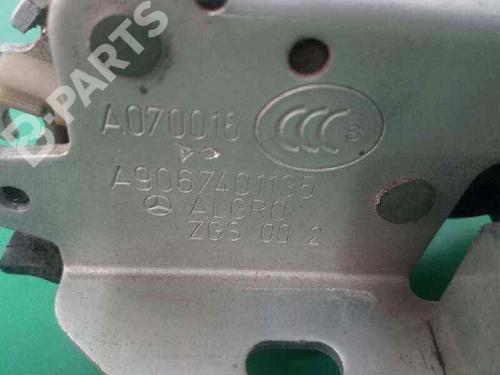 B-PARTS
A070016
CCC S
A9067401135
ALGRO
ZGS 00 2